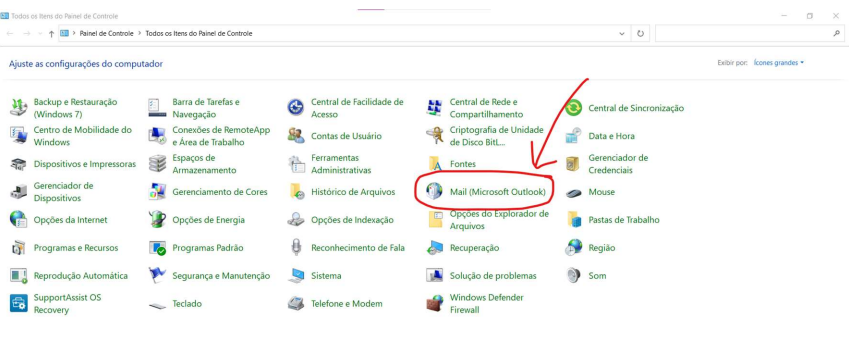 Todos os Itens do Painel de Controle
Painel de Controle > Todos os Itens do Painel de Controle
Ajuste as configurações do computador
Exibir por: Ícones grandes
Backup e Restauração
(Windows 7)
Barra de Tarefas e
Navegação
Central de Facilidade de
Acesso
Central de Rede e
Compartilhamento
Central de Sincronização
Centro de Mobilidade do
Windows
Conexões de RemoteApp
e Área de Trabalho
Contas de Usuário
Criptografia de Unidade
de Disco BitL...
Data e Hora
Dispositivos e Impressoras
Espaços de
Armazenamento
Ferramentas
Administrativas
Fontes
Gerenciador de
Credenciais
Gerenciador de
Dispositivos
Gerenciamento de Cores
Histórico de Arquivos
Mail (Microsoft Outlook)
Mouse
Opções da Internet
Opções de Energia
Opções de Indexação
Opções do Explorador de
Arquivos
Pastas de Trabalho
Programas e Recursos
Programas Padrão
Reconhecimento de Fala
Recuperação
Região
Reprodução Automática
Segurança e Manutenção
Sistema
Solução de problemas
Som
SupportAssist OS
Recovery
Teclado
Telefone e Modem
Windows Defender
Firewall